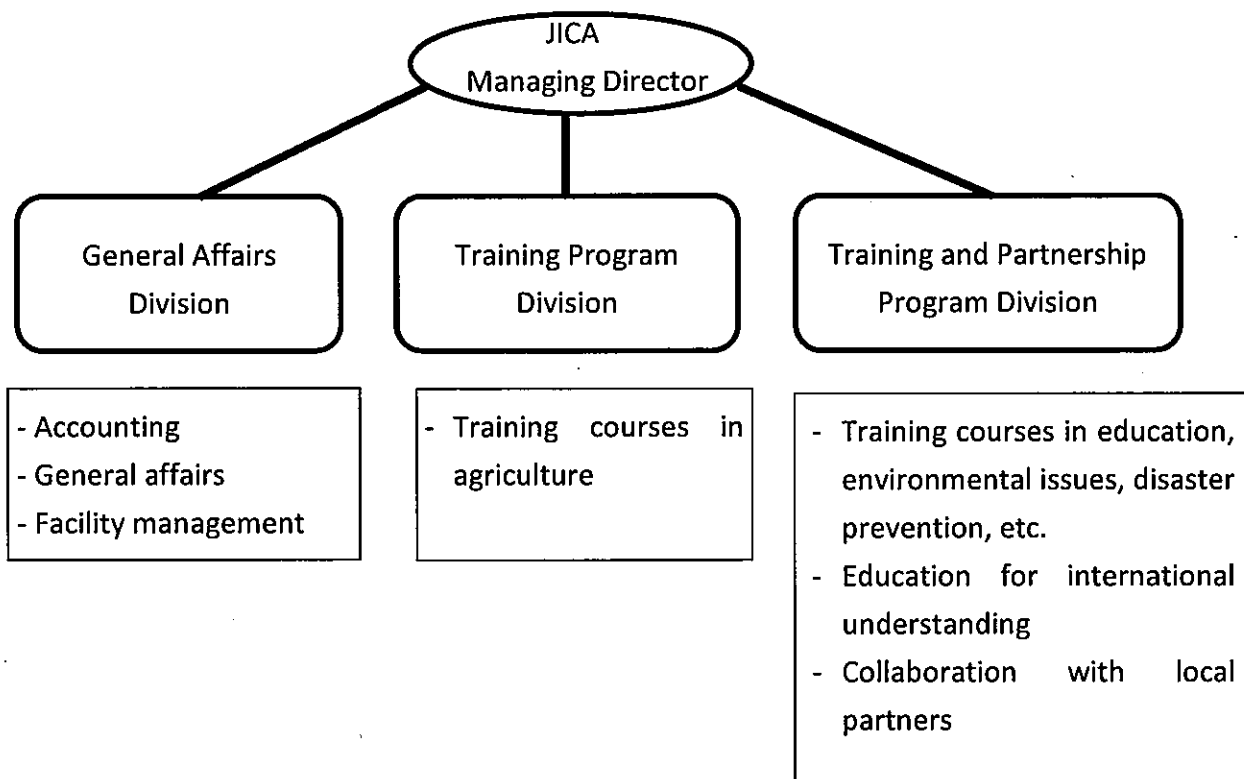 JICA
Managing Director
General Affairs
Division
Training Program
Division
Training and Partnership
Program Division
- Accounting
- General affairs
- Facility management
- Training courses in
agriculture
- Training courses in education,
environmental issues, disaster
prevention, etc.
- Education for international
understanding
- Collaboration with local
partners